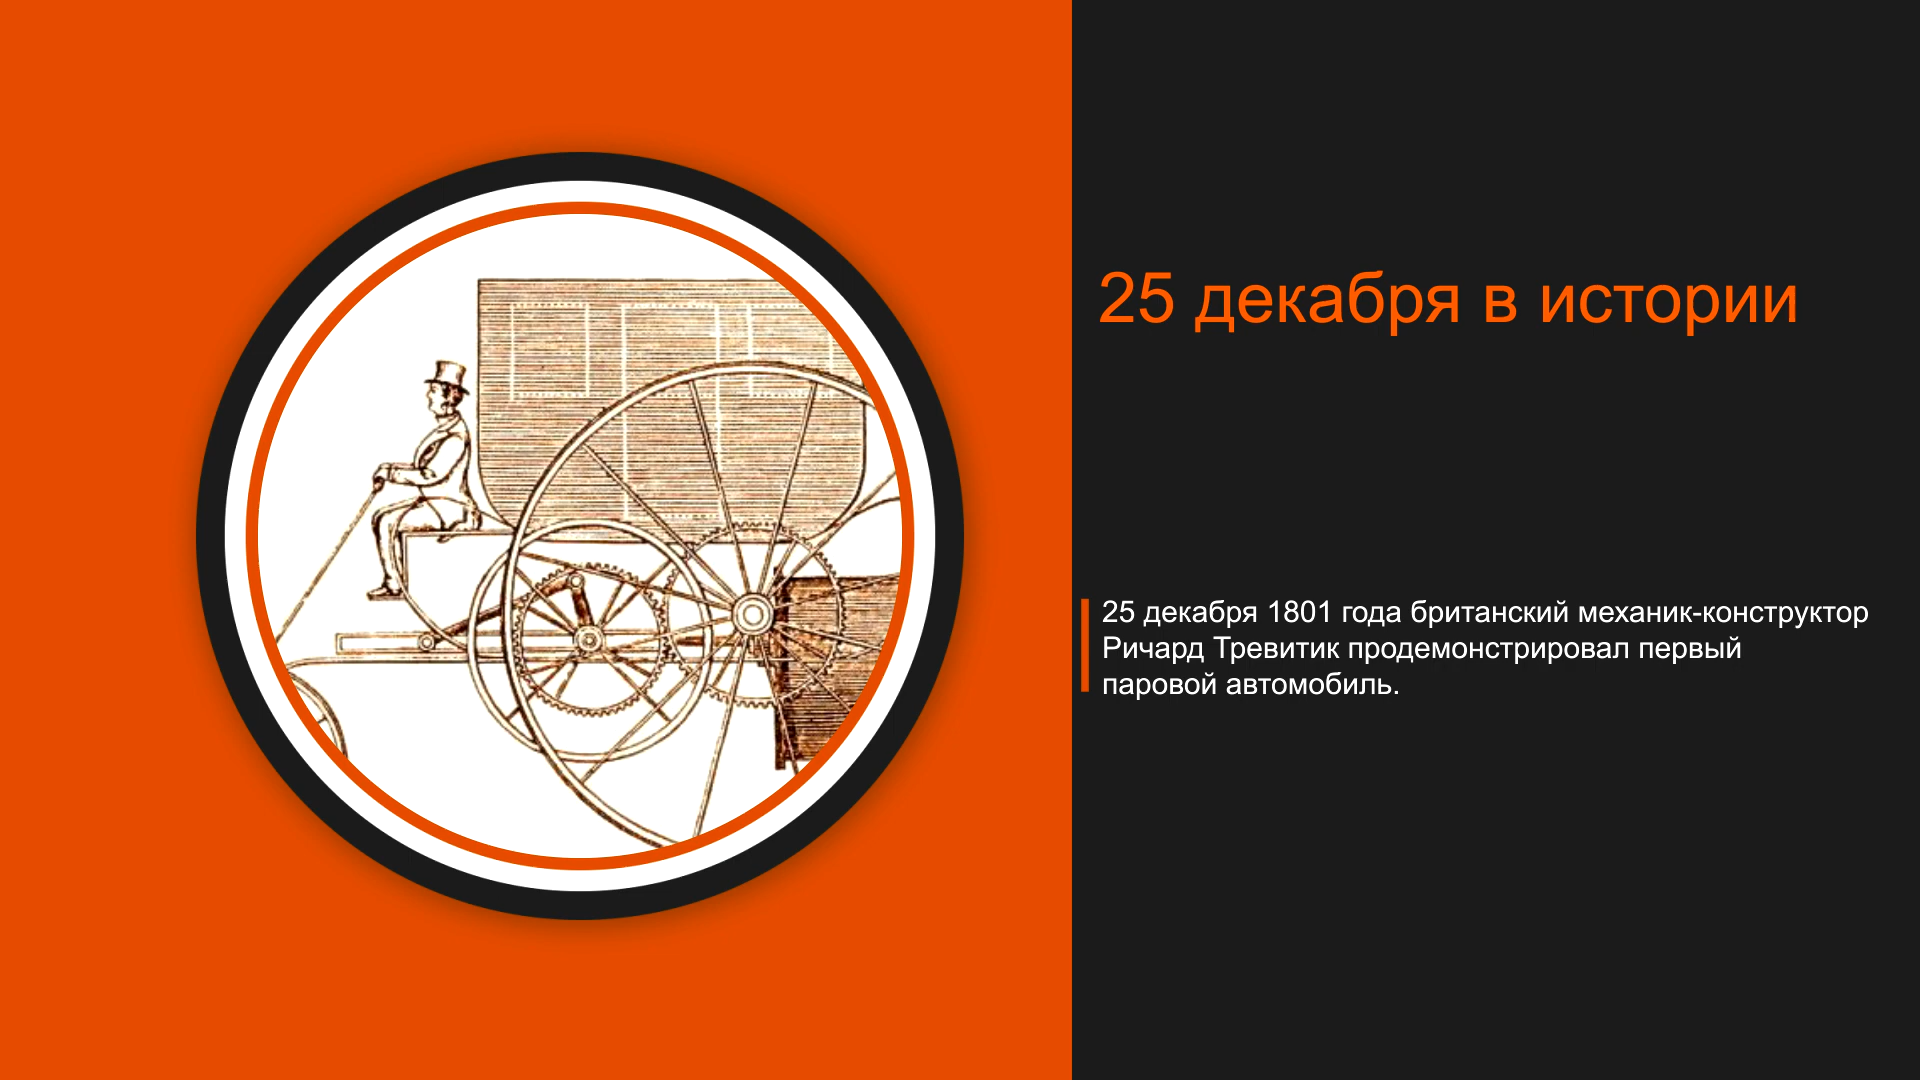 25 декабря в истории
25 декабря 1801 года британский механик-конструктор
Ричард Тревитик продемонстрировал первый
паровой автомобиль.